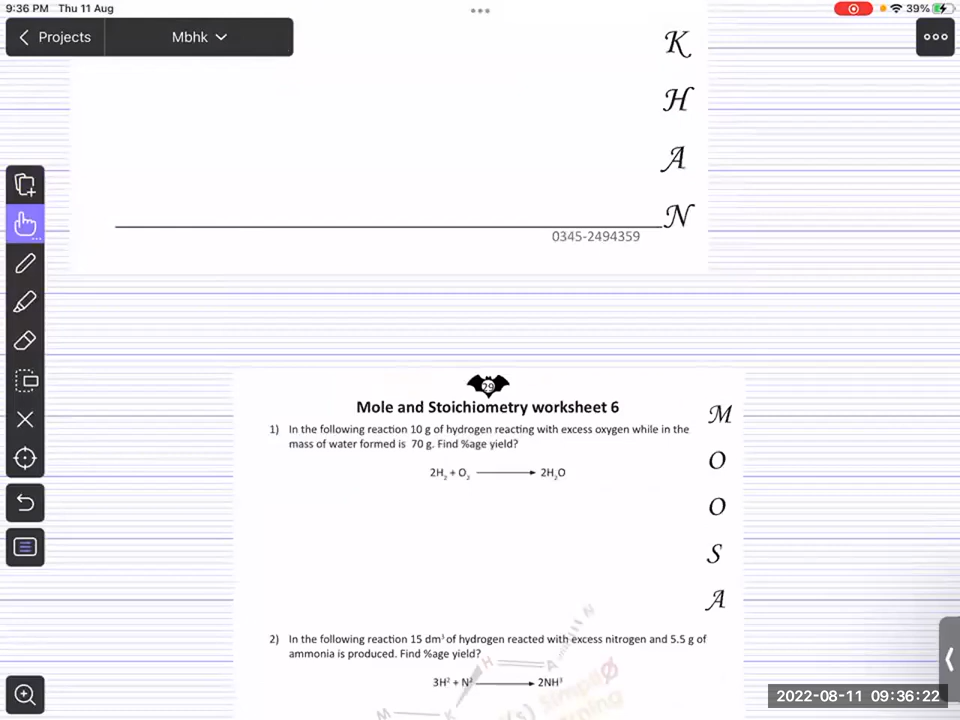 9:36 PM Thu 11 Aug
39%
Projects
Mbhk
K
H
A
N
0345-2494359
29
Mole and Stoichiometry worksheet 6
1) In the following reaction 10 g of hydrogen reacting with excess oxygen while in the
mass of water formed is 70 g. Find %age yield?
2H₂ + O₂ ⟶ 2H₂O
M
O
O
S
A
2) In the following reaction 15 dm³ of hydrogen reacted with excess nitrogen and 5.5 g of
ammonia is produced. Find %age yield?
3H² + N² ⟶ 2NH³
M K H A N
(s)
2022-08-11 09:36:22